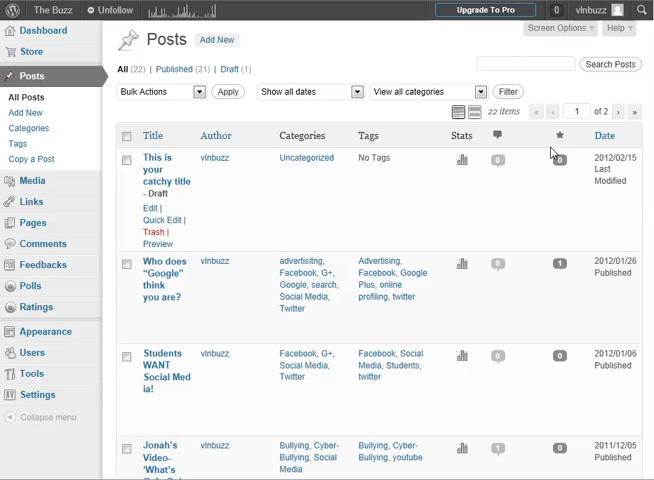 The Buzz Unfollow Upgrade To Pro 0 vlnbuzz
Dashboard
Store
Posts
All Posts
Add New
Categories
Tags
Copy a Post
Media
Links
Pages
Comments
Feedbacks
Polls
Ratings
Appearance
Users
Tools
Settings
Collapse menu
Screen Options Help
Posts Add New
All (22) | Published (21) | Draft (1)
Search Posts
Bulk Actions Apply Show all dates View all categories Filter
22 items « ‹ 1 of 2 › »
Title Author Categories Tags Stats Date
This is vlnbuzz Uncategorized No Tags 0 0 2012/02/15
your Last
catchy title Modified
- Draft
Edit |
Quick Edit |
Trash |
Preview
Who does vlnbuzz advertisitng, Advertising, 0 1 2012/01/26
“Google” Facebook, G+, Facebook, Google Published
think Google, search, Plus, online
you are? Social Media, profiling, twitter
Twitter
Students vlnbuzz Facebook, G+, Facebook, Social 0 0 2012/01/06
WANT Social Media, Media, Students, Published
Social Med Twitter twitter
ia!
Jonah’s vlnbuzz Bullying, Cyber- Bullying, Cyber- 1 0 2011/12/05
Video- Bullying, Social Bullying, youtube Published
‘What’s Media